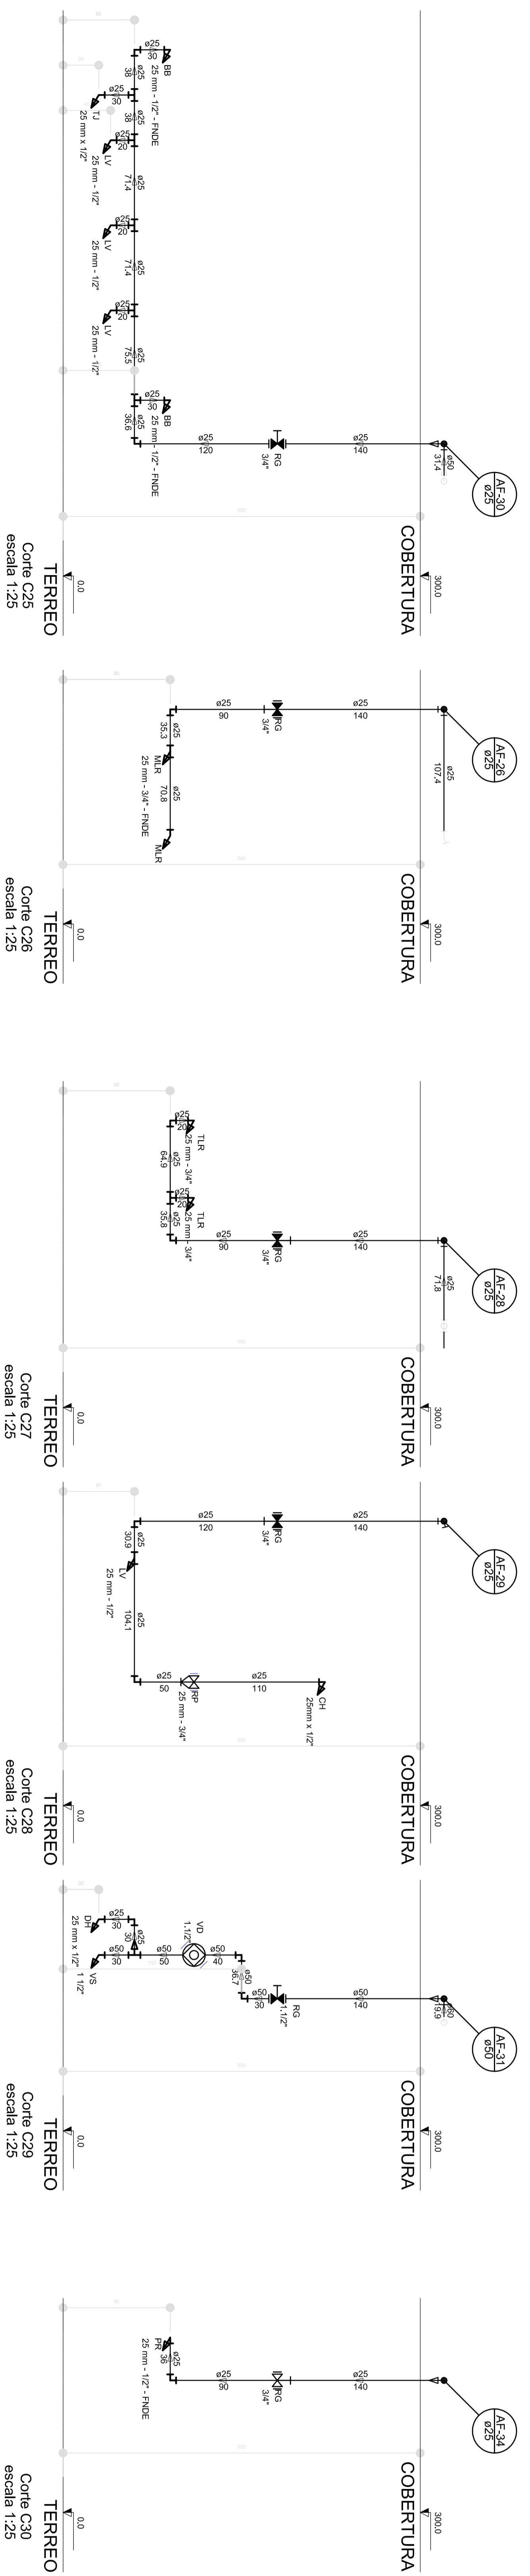 AF-30
ø25
ø50
31.4
300.0
COBERTURA
ø25
140
RG
3/4"
ø25
120
BB
25 mm - 1/2" - FNDE
ø25
30
ø25
38
ø25
38
ø25
71.4
ø25
71.4
ø25
75.5
BB
25 mm - 1/2" - FNDE
ø25
30
ø25
36.6
ø25
30
TJ
25 mm x 1/2"
ø25
20
LV
25 mm - 1/2"
ø25
20
LV
25 mm - 1/2"
ø25
20
LV
25 mm - 1/2"
0.0
TERREO
Corte C25
escala 1:25
AF-26
ø25
ø25
107.4
300.0
COBERTURA
ø25
140
RG
3/4"
ø25
90
ø25
35.3
MLR
25 mm - 3/4" - FNDE
ø25
70.8
MLR
0.0
TERREO
Corte C26
escala 1:25
AF-28
ø25
ø25
71.8
300.0
COBERTURA
ø25
140
RG
3/4"
ø25
90
TLR
25 mm - 3/4"
ø25
20
ø25
64.9
TLR
25 mm - 3/4"
ø25
20
ø25
35.8
0.0
TERREO
Corte C27
escala 1:25
AF-29
ø25
300.0
COBERTURA
ø25
140
RG
3/4"
ø25
120
ø25
30.9
LV
25 mm - 1/2"
ø25
104.1
CH
25mm x 1/2"
ø25
110
RP
25 mm - 3/4"
ø25
50
0.0
TERREO
Corte C28
escala 1:25
AF-31
ø50
ø60
19.9
300.0
COBERTURA
ø50
140
RG
1.1/2"
ø50
30
ø50
36.7
ø50
40
VD
1.1/2"
ø50
50
ø25
30
ø25
30
DH
25 mm x 1/2"
ø50
30
VS
1 1/2"
0.0
TERREO
Corte C29
escala 1:25
AF-34
ø25
300.0
COBERTURA
ø25
140
RG
3/4"
ø25
90
ø25
36
PR
25 mm - 1/2" - FNDE
0.0
TERREO
Corte C30
escala 1:25